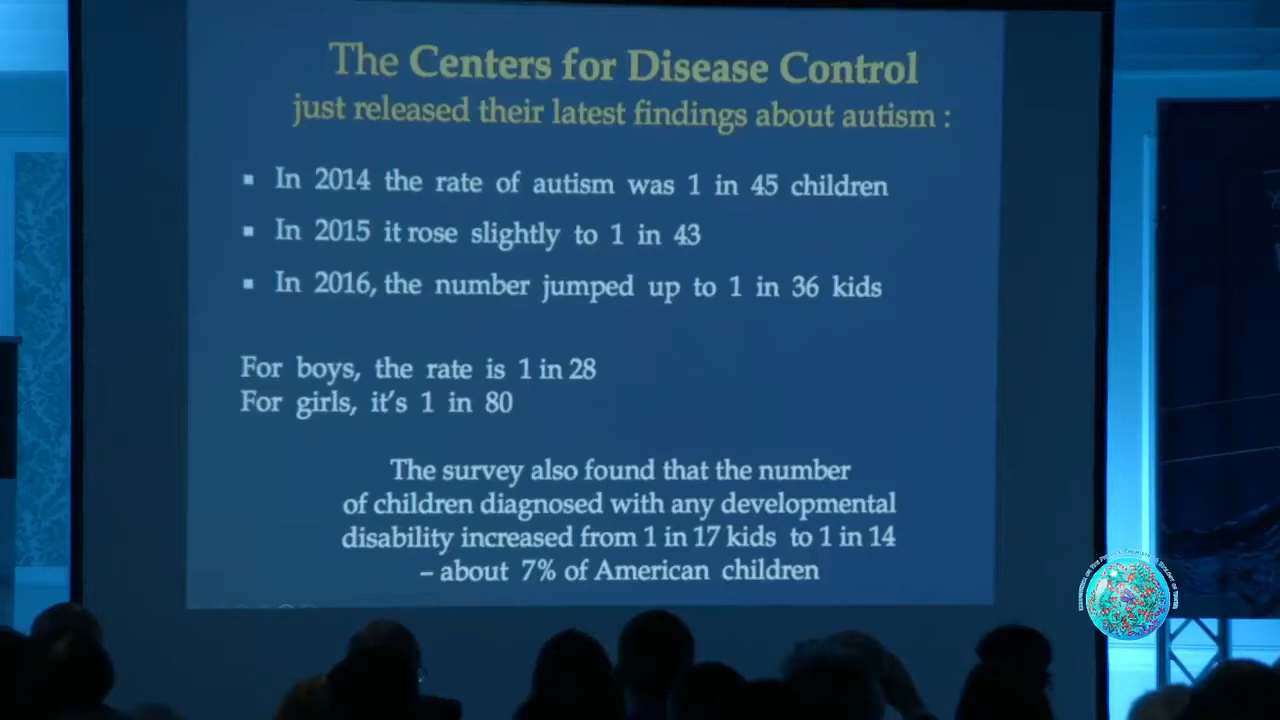 The Centers for Disease Control
just released their latest findings about autism :
▪ In 2014 the rate of autism was 1 in 45 children
▪ In 2015 it rose slightly to 1 in 43
▪ In 2016, the number jumped up to 1 in 36 kids
For boys, the rate is 1 in 28
For girls, it's 1 in 80
The survey also found that the number
of children diagnosed with any developmental
disability increased from 1 in 17 kids to 1 in 14
– about 7% of American children